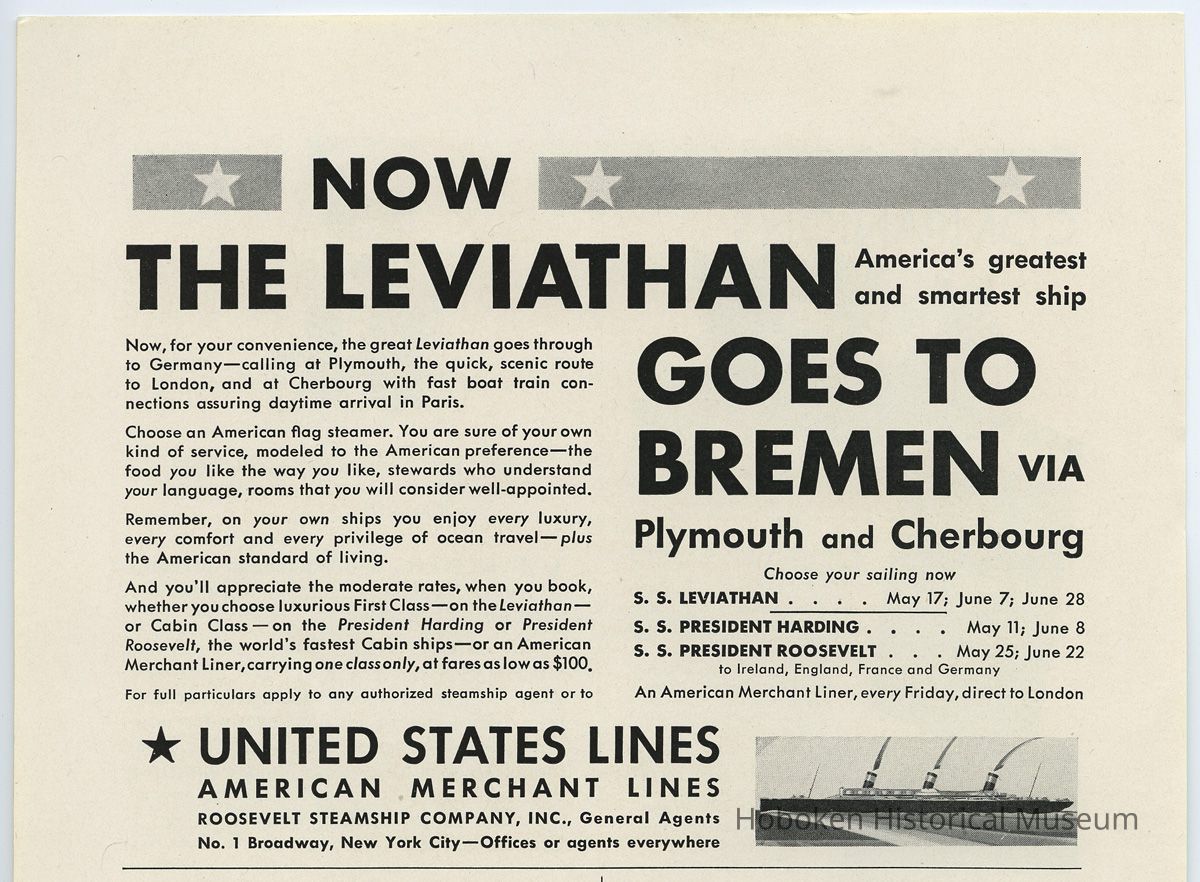 NOW
THE LEVIATHAN
America's greatest
and smartest ship
Now, for your convenience, the great Leviathan goes through
to Germany—calling at Plymouth, the quick, scenic route
to London, and at Cherbourg with fast boat train con-
nections assuring daytime arrival in Paris.
Choose an American flag steamer. You are sure of your own
kind of service, modeled to the American preference—the
food you like the way you like, stewards who understand
your language, rooms that you will consider well-appointed.
Remember, on your own ships you enjoy every luxury,
every comfort and every privilege of ocean travel—plus
the American standard of living.
And you'll appreciate the moderate rates, when you book,
whether you choose luxurious First Class—on the Leviathan—
or Cabin Class—on the President Harding or President
Roosevelt, the world's fastest Cabin ships—or an American
Merchant Liner, carrying one class only, at fares as low as $100.
For full particulars apply to any authorized steamship agent or to
GOES TO
BREMEN VIA
Plymouth and Cherbourg
Choose your sailing now
S. S. LEVIATHAN . . . . May 17; June 7; June 28
S. S. PRESIDENT HARDING . . . . May 11; June 8
S. S. PRESIDENT ROOSEVELT . . . May 25; June 22
to Ireland, England, France and Germany
An American Merchant Liner, every Friday, direct to London
★ UNITED STATES LINES
AMERICAN MERCHANT LINES
ROOSEVELT STEAMSHIP COMPANY, INC., General Agents
No. 1 Broadway, New York City—Offices or agents everywhere
Hoboken Historical Museum